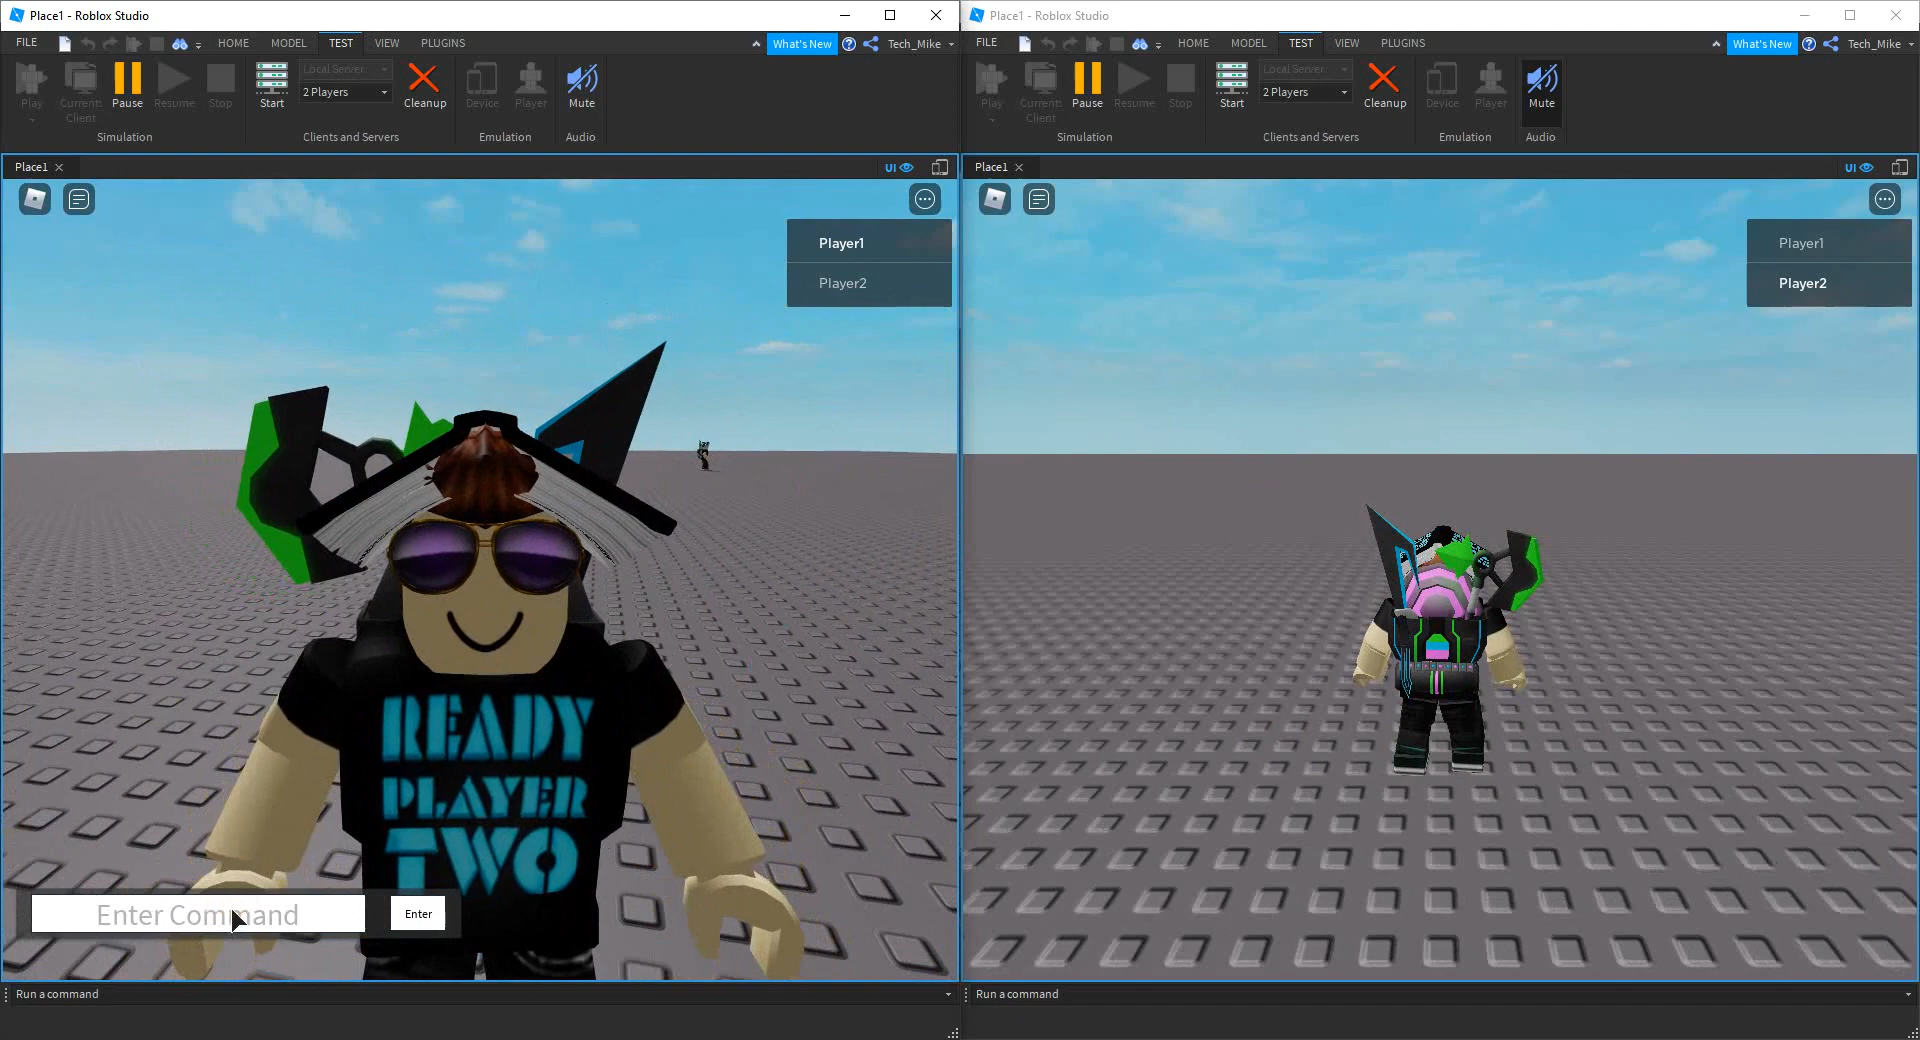 Place1 - Roblox Studio
FILE HOME MODEL TEST VIEW PLUGINS What's New Tech_Mike
Play Current Client Pause Resume Stop Start Local Server 2 Players Cleanup Device Player Mute
Simulation Clients and Servers Emulation Audio
Place1 UI
Player1
Player2
READY
PLAYER
TWO
Enter Command Enter
Run a command
Place1 - Roblox Studio
FILE HOME MODEL TEST VIEW PLUGINS What's New Tech_Mike
Play Current Client Pause Resume Stop Start Local Server 2 Players Cleanup Device Player Mute
Simulation Clients and Servers Emulation Audio
Place1 UI
Player1
Player2
Run a command